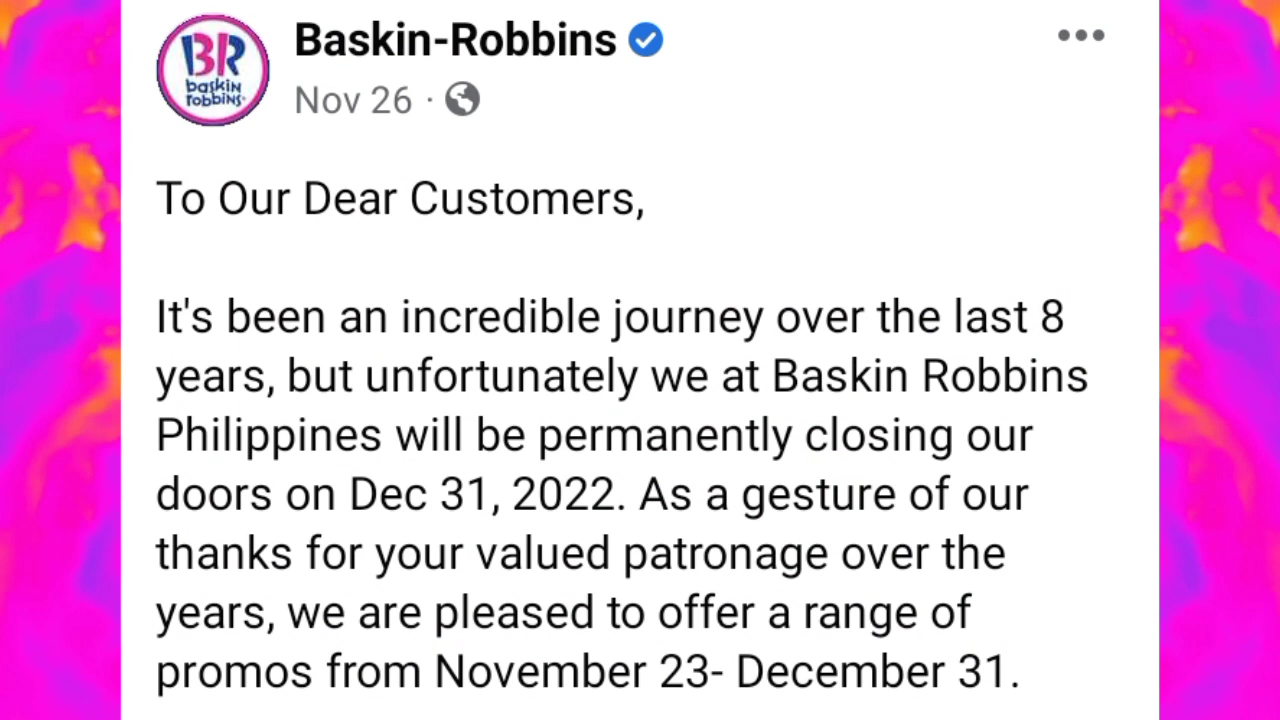 BR
baskin
robbins
Baskin-Robbins
Nov 26 ·
To Our Dear Customers,
It's been an incredible journey over the last 8
years, but unfortunately we at Baskin Robbins
Philippines will be permanently closing our
doors on Dec 31, 2022. As a gesture of our
thanks for your valued patronage over the
years, we are pleased to offer a range of
promos from November 23- December 31.